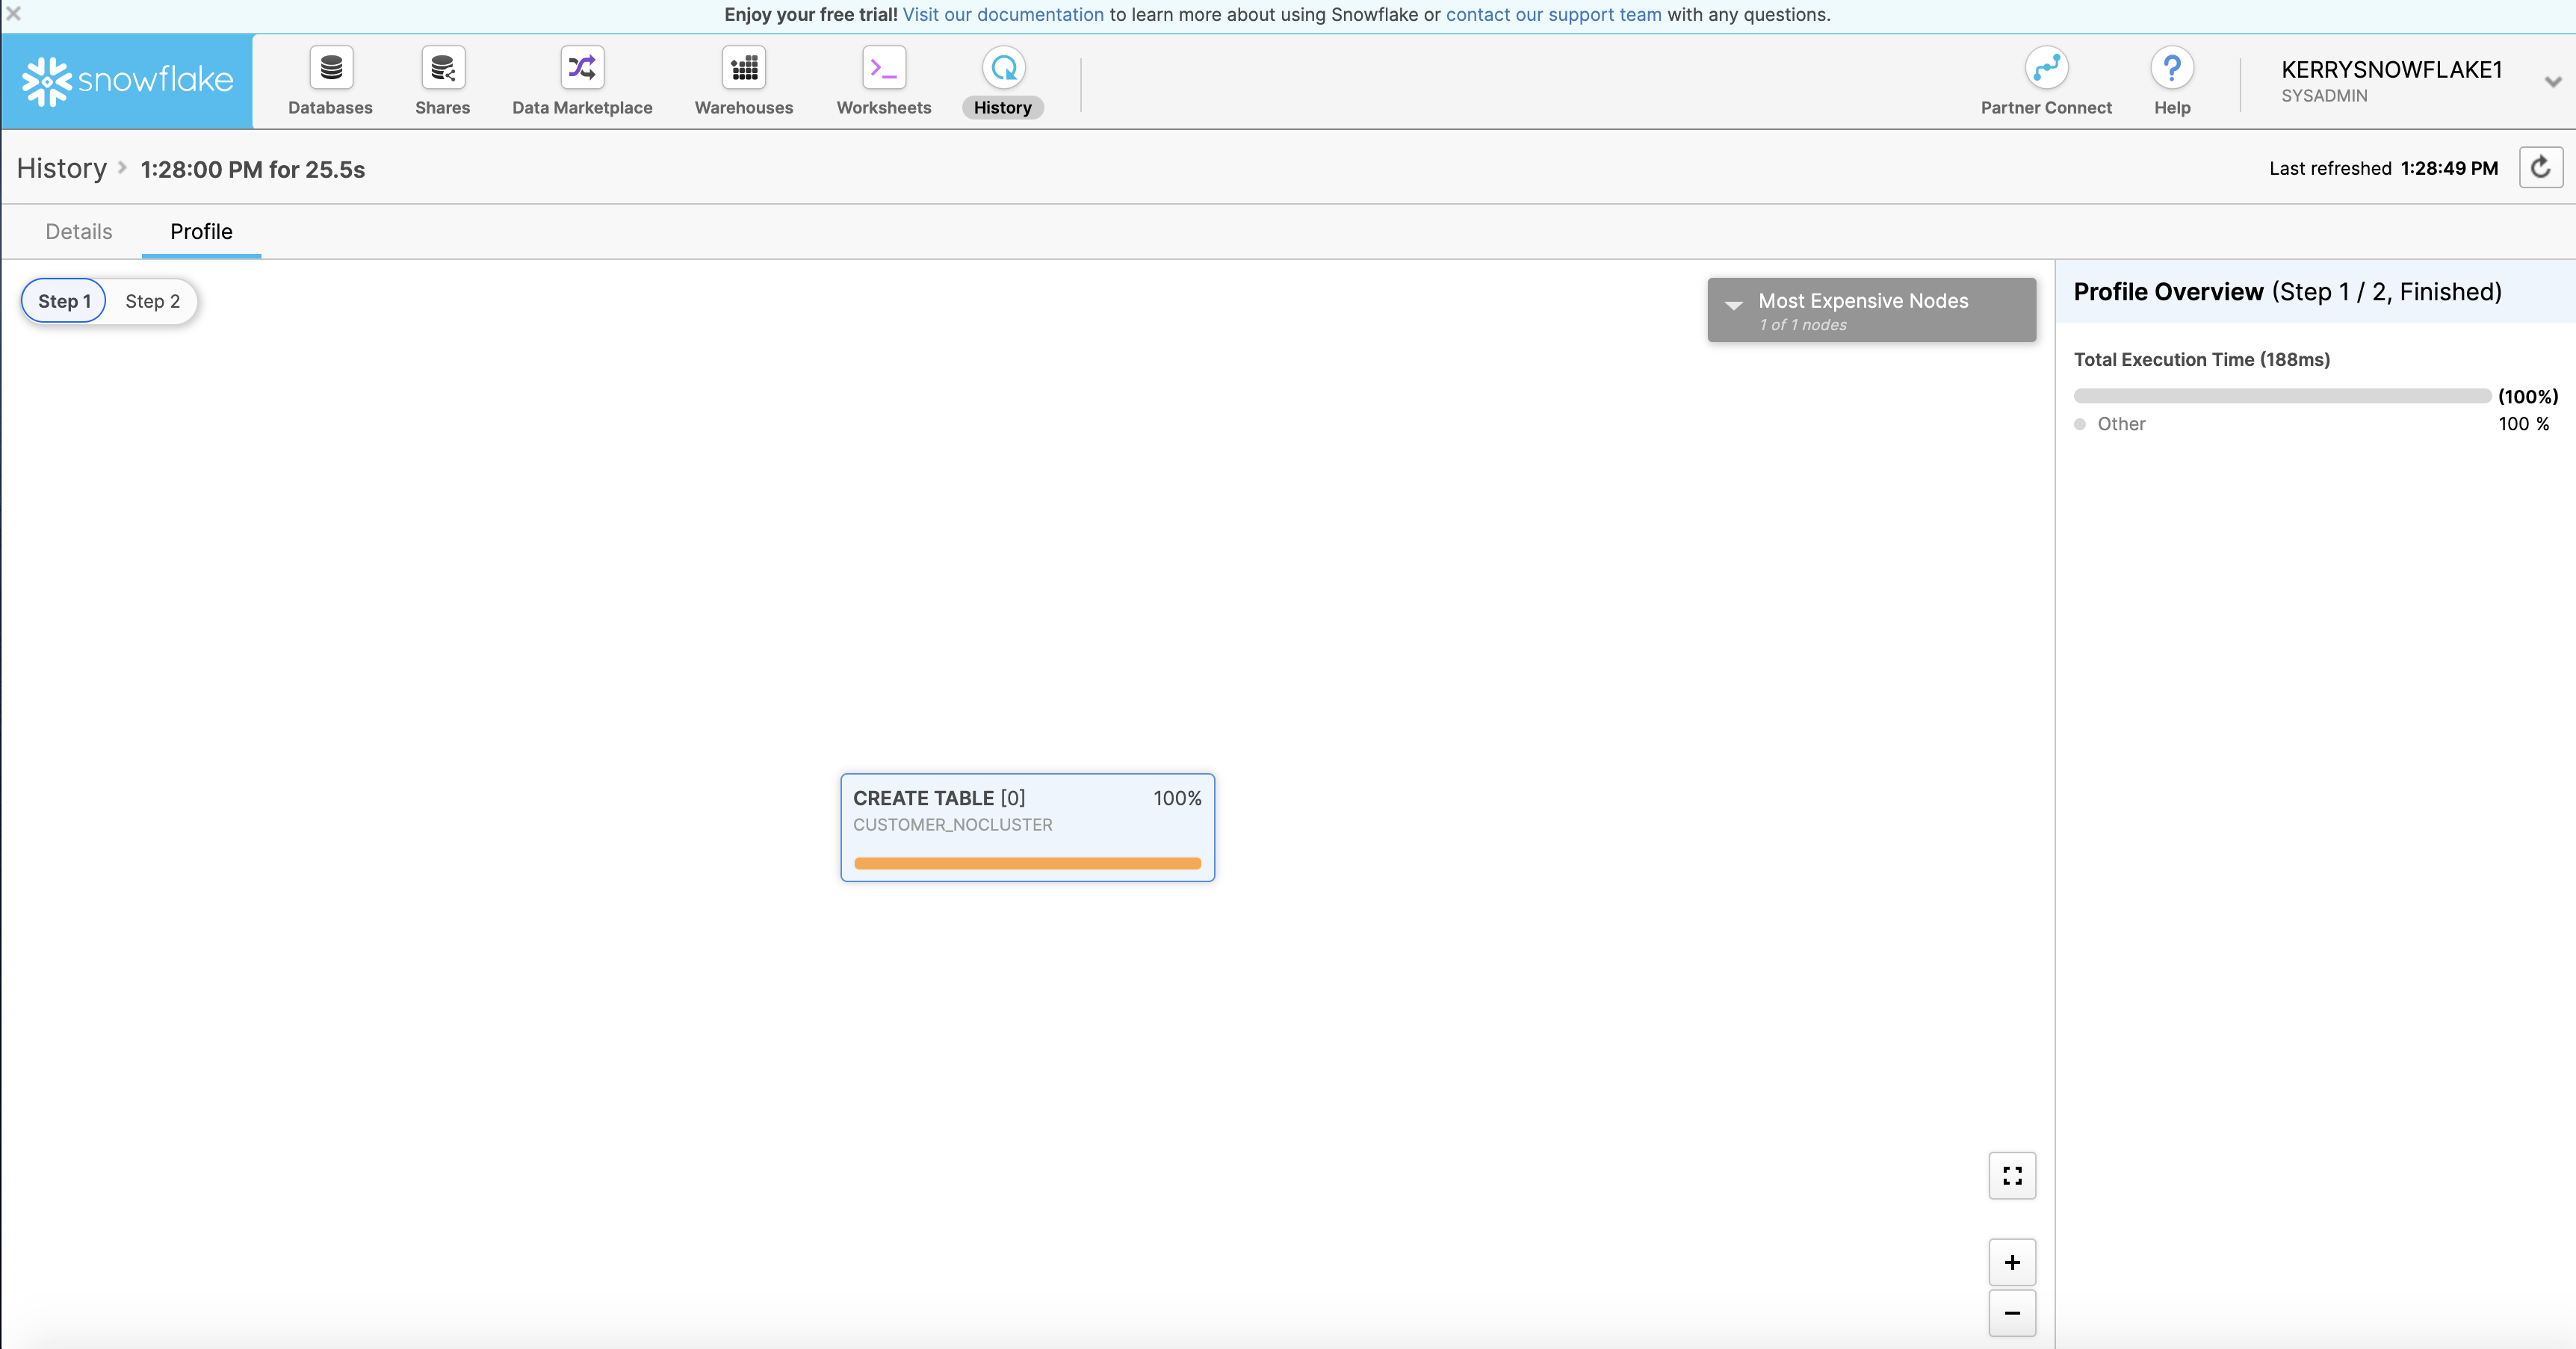 Enjoy your free trial! Visit our documentation to learn more about using Snowflake or contact our support team with any questions.
snowflake
Databases
Shares
Data Marketplace
Warehouses
Worksheets
History
Partner Connect
Help
KERRYSNOWFLAKE1
SYSADMIN
History
1:28:00 PM for 25.5s
Last refreshed 1:28:49 PM
Details
Profile
Step 1
Step 2
Most Expensive Nodes
1 of 1 nodes
Profile Overview (Step 1 / 2, Finished)
Total Execution Time (188ms)
(100%)
Other
100 %
CREATE TABLE [0]
100%
CUSTOMER_NOCLUSTER